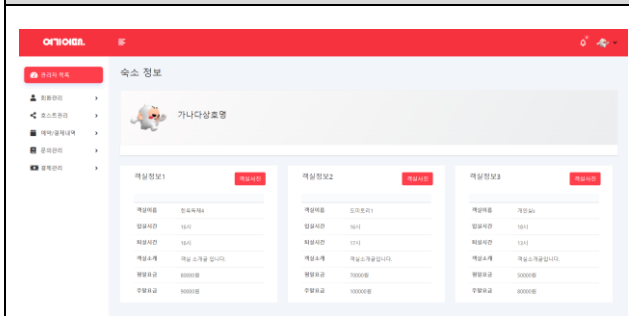 여기이땀.
관리자 목록
숙소 정보
회원관리
호스트관리
예약/결제내역
문의관리
결제관리
가나다상호명
객실정보1
객실사진
객실이름
입실시간 16시
퇴실시간 16시
객실소개 객실 소개글 입니다.
평일요금 80000원
주말요금 90000원
객실정보2
객실사진
객실이름 도미토리1
입실시간 16시
퇴실시간 17시
객실소개 객실소개글입니다.
평일요금 70000원
주말요금 100000원
객실정보3
객실사진
객실이름
입실시간 10시
퇴실시간 13시
객실소개 객실소개글입니다.
평일요금 50000원
주말요금 80000원